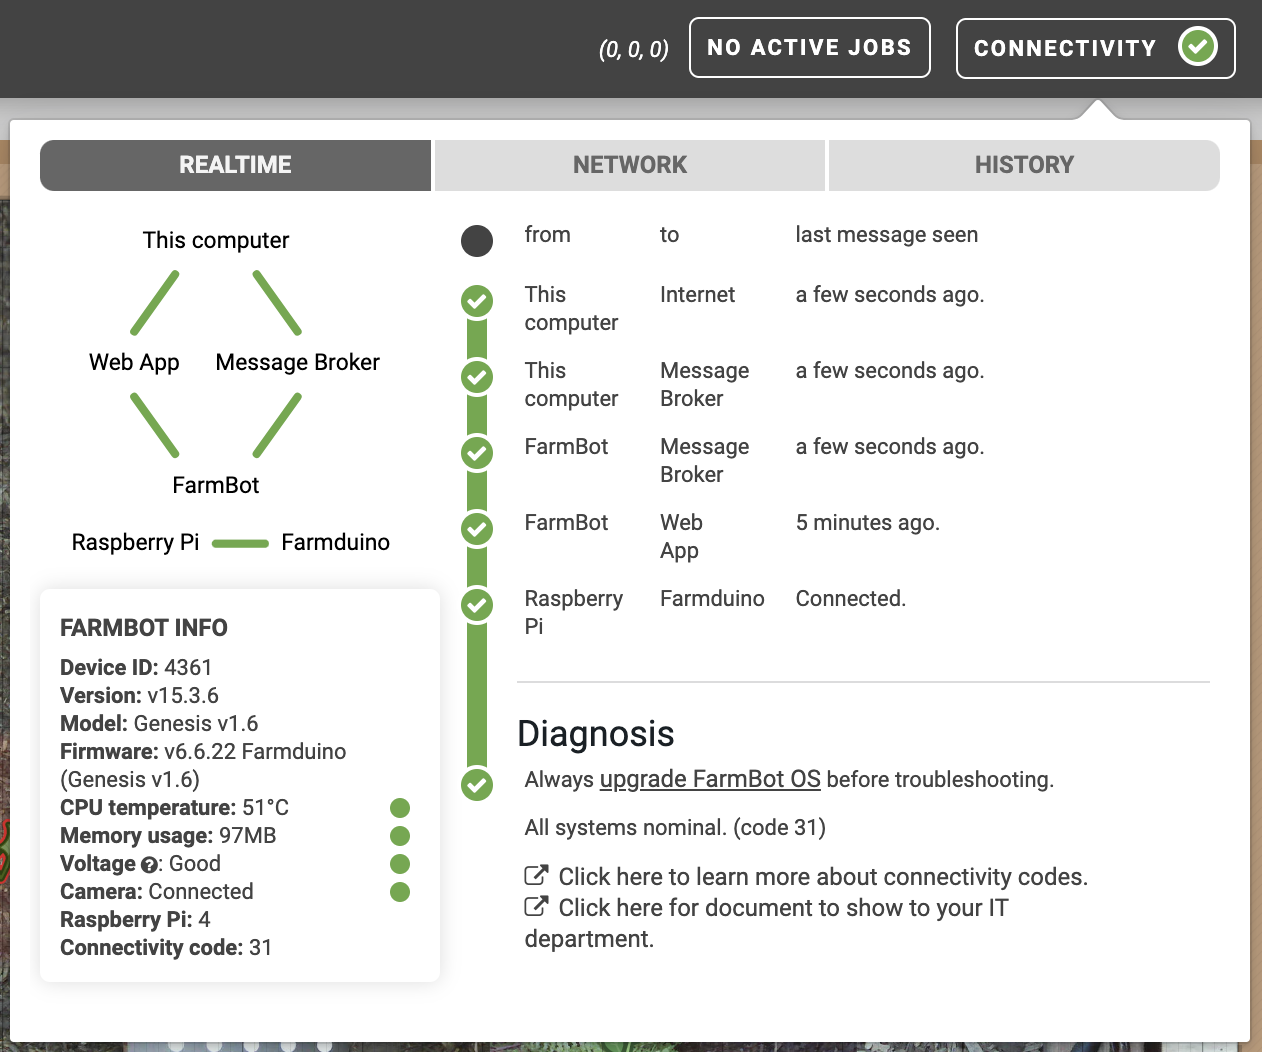 (0, 0, 0)
NO ACTIVE JOBS
CONNECTIVITY
REALTIME
NETWORK
HISTORY
This computer
Web App
Message Broker
FarmBot
Raspberry Pi
Farmduino
FARMBOT INFO
Device ID: 4361
Version: v15.3.6
Model: Genesis v1.6
Firmware: v6.6.22 Farmduino
(Genesis v1.6)
CPU temperature: 51°C
Memory usage: 97MB
Voltage ?: Good
Camera: Connected
Raspberry Pi: 4
Connectivity code: 31
from to last message seen
This Internet a few seconds ago.
computer
This Message a few seconds ago.
computer Broker
FarmBot Message a few seconds ago.
Broker
FarmBot Web 5 minutes ago.
App
Raspberry Farmduino Connected.
Pi
Diagnosis
Always upgrade FarmBot OS before troubleshooting.
All systems nominal. (code 31)
Click here to learn more about connectivity codes.
Click here for document to show to your IT
department.